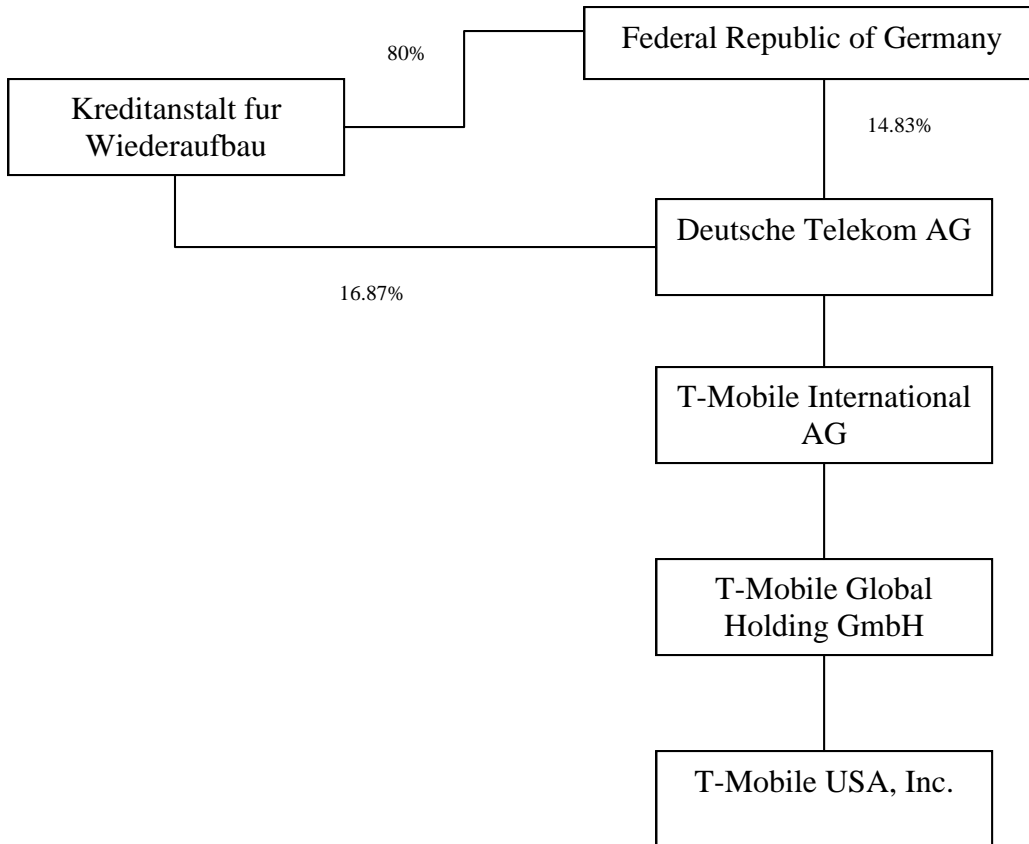 Federal Republic of Germany
80%
Kreditanstalt fur
Wiederaufbau
14.83%
Deutsche Telekom AG
16.87%
T-Mobile International
AG
T-Mobile Global
Holding GmbH
T-Mobile USA, Inc.